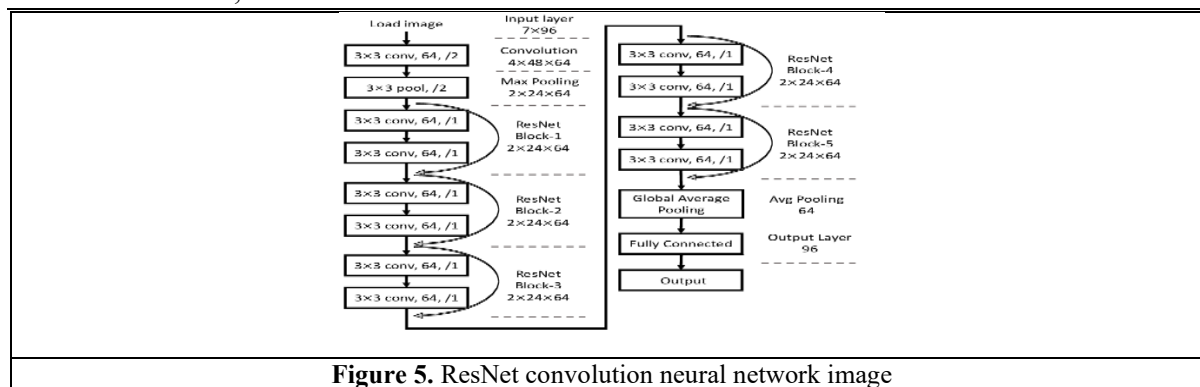 Load image
3×3 conv, 64, /2
3×3 pool, /2
3×3 conv, 64, /1
3×3 conv, 64, /1
3×3 conv, 64, /1
3×3 conv, 64, /1
3×3 conv, 64, /1
3×3 conv, 64, /1
Input layer
7×96
Convolution
4×48×64
Max Pooling
2×24×64
ResNet
Block-1
2×24×64
ResNet
Block-2
2×24×64
ResNet
Block-3
2×24×64
3×3 conv, 64, /1
3×3 conv, 64, /1
3×3 conv, 64, /1
3×3 conv, 64, /1
Global Average
Pooling
Fully Connected
Output
ResNet
Block-4
2×24×64
ResNet
Block-5
2×24×64
Avg Pooling
64
Output Layer
96
Figure 5. ResNet convolution neural network image